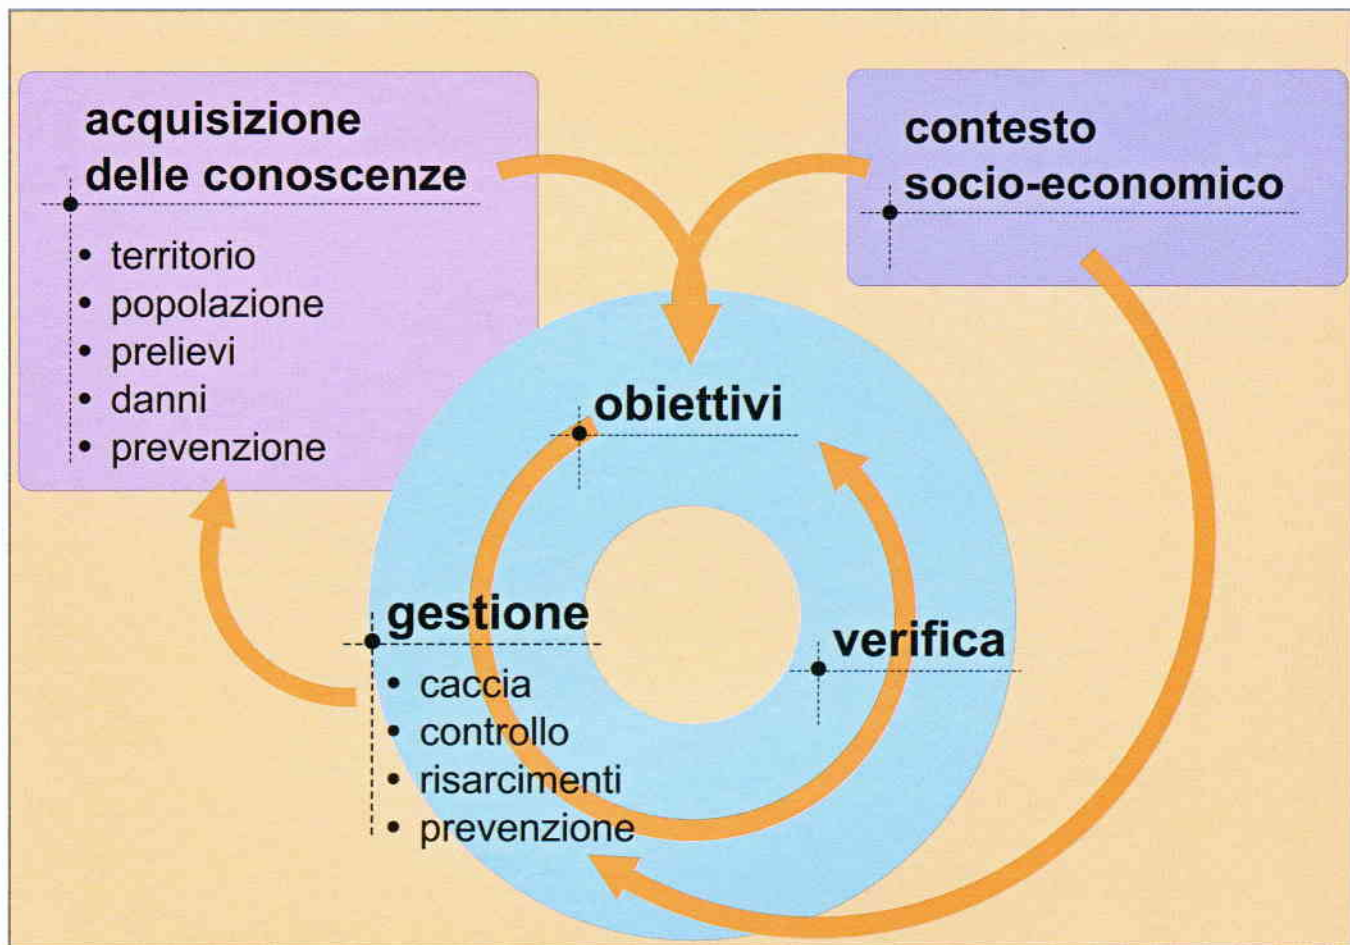 acquisizione
delle conoscenze
• territorio
• popolazione
• prelievi
• danni
• prevenzione
contesto
socio-economico
obiettivi
gestione
• caccia
• controllo
• risarcimenti
• prevenzione
verifica